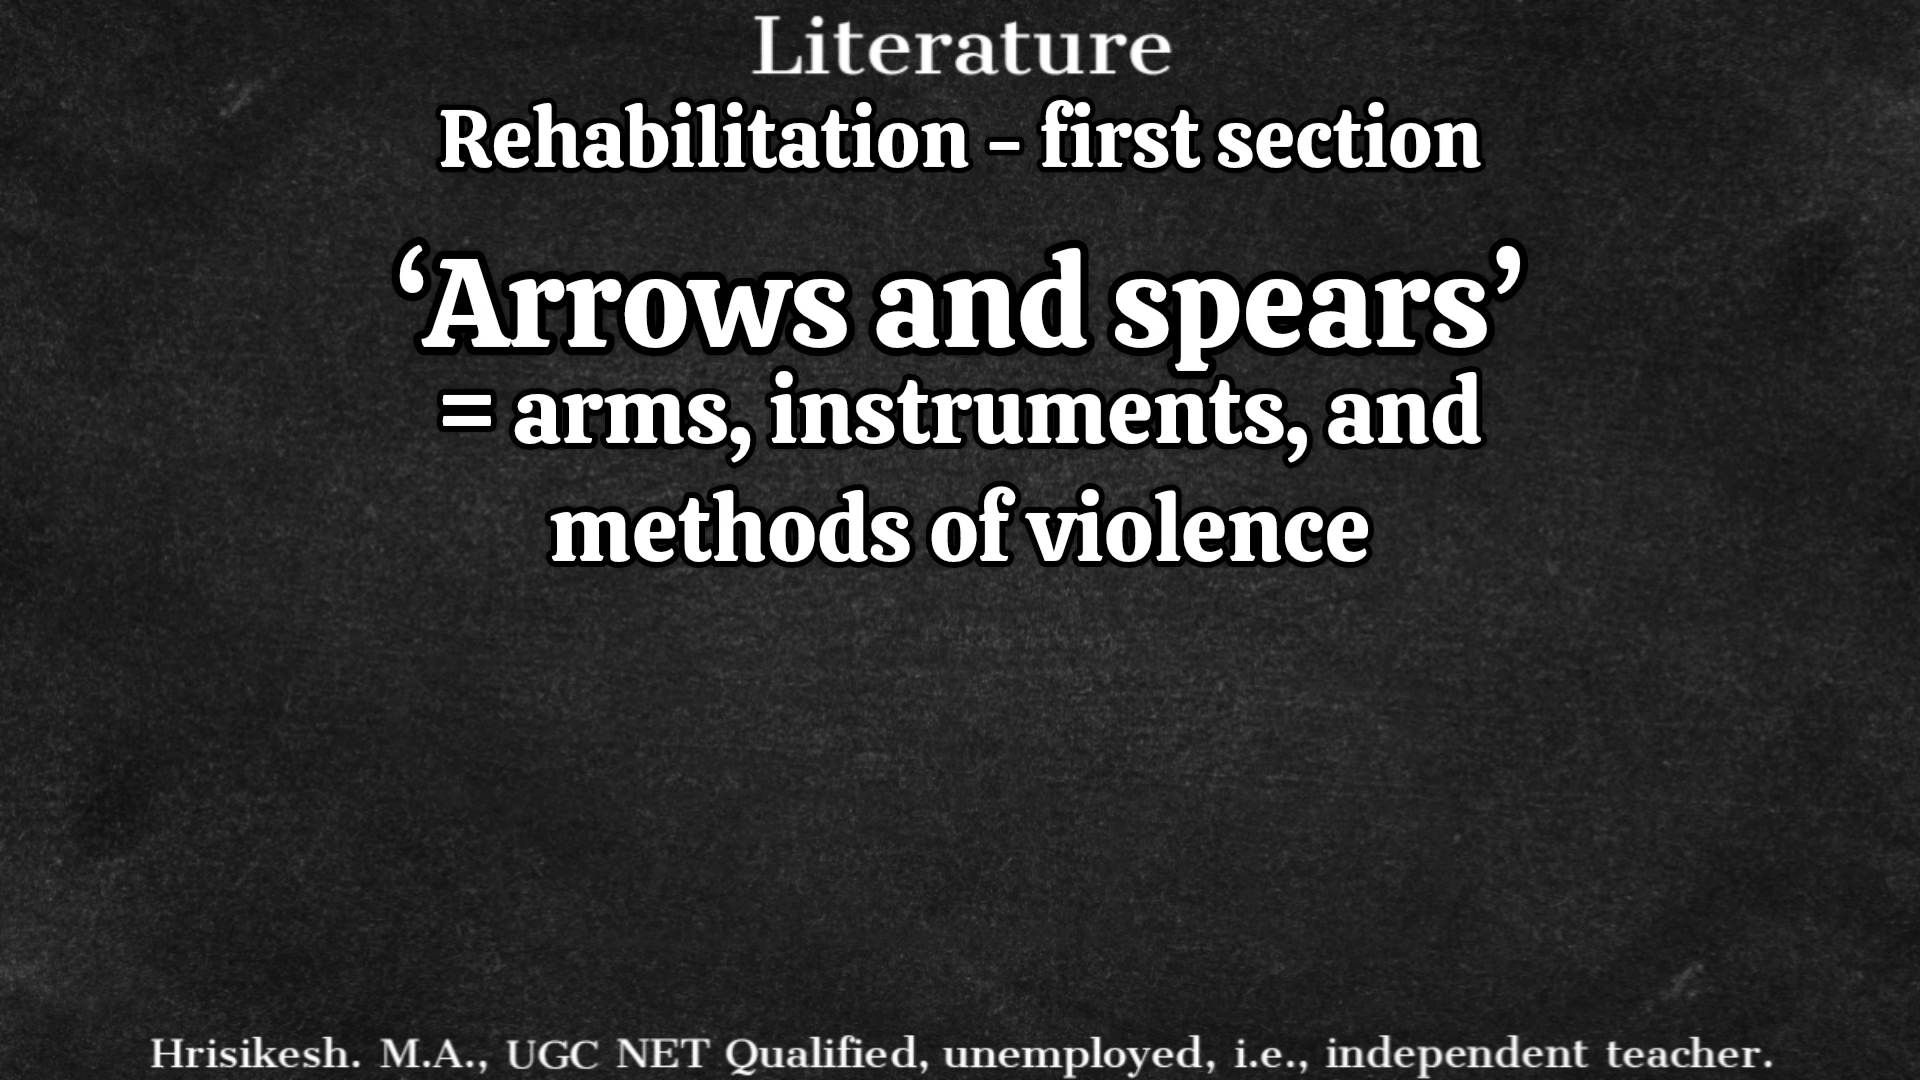 Literature
Rehabilitation - first section
‘Arrows and spears’
= arms, instruments, and
methods of violence
Hrisikesh. M.A., UGC NET Qualified, unemployed, i.e., independent teacher.